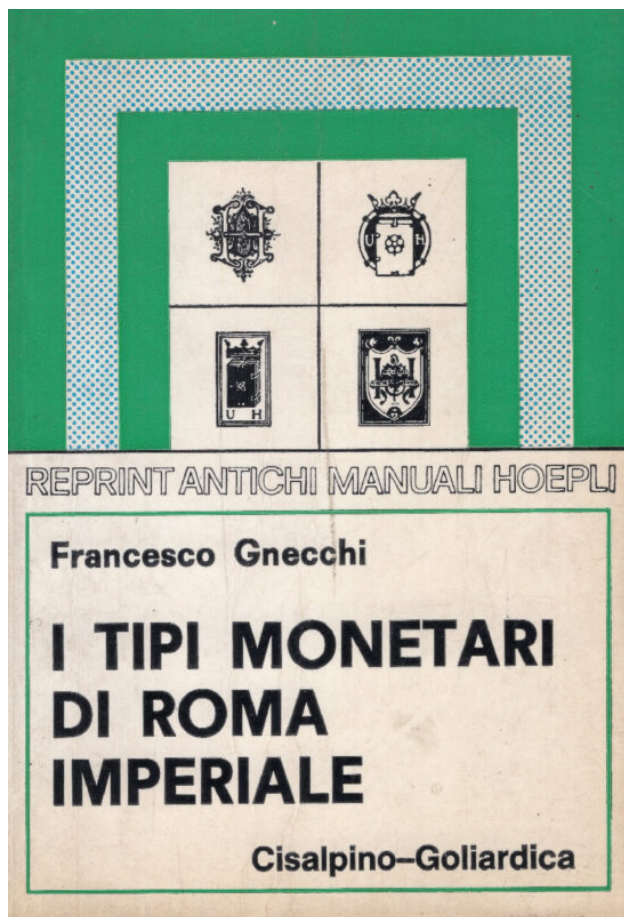 U H
U H
REPRINT ANTICHI MANUALI HOEPLI
Francesco Gnecchi
I TIPI MONETARI
DI ROMA
IMPERIALE
Cisalpino–Goliardica